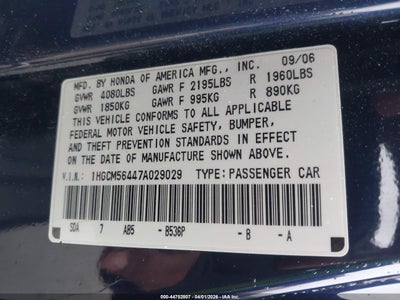 MFD. BY HONDA OF AMERICA MFG., INC. 09/06
GVWR 4080LBS GAWR F 2195LBS R 1960LBS
GVWR 1850KG GAWR F 995KG R 890KG
THIS VEHICLE CONFORMS TO ALL APPLICABLE
FEDERAL MOTOR VEHICLE SAFETY, BUMPER,
AND THEFT PREVENTION STANDARDS IN EFFECT
ON THE DATE OF MANUFACTURE SHOWN ABOVE.
V.I.N.: 1HGCM56447A029029 TYPE: PASSENGER CAR
SDA 7 AB5 - B536P - B - A
000-44752807 - 04/01/2026 - IAA Inc.